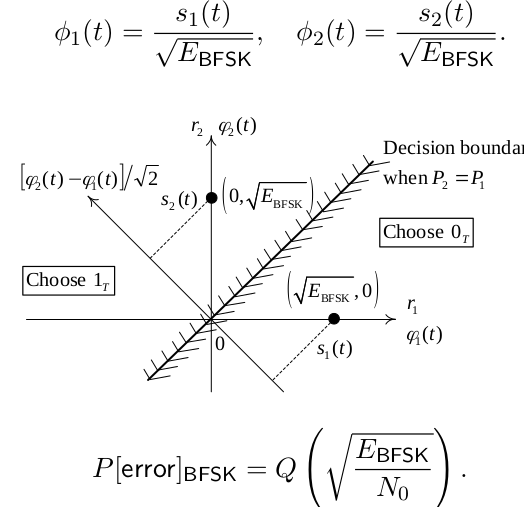 ϕ₁(t) = s₁(t)/√E_BFSK, ϕ₂(t) = s₂(t)/√E_BFSK.
r₂ φ₂(t)
Decision boundar
[φ₂(t) − φ₁(t)]/√2
when P₂ = P₁
s₂(t)
(0, √E_BFSK)
Choose 0_T
Choose 1_T
(√E_BFSK, 0)
r₁
0
s₁(t)
φ₁(t)
P[error]_BFSK = Q(√(E_BFSK/N₀)).